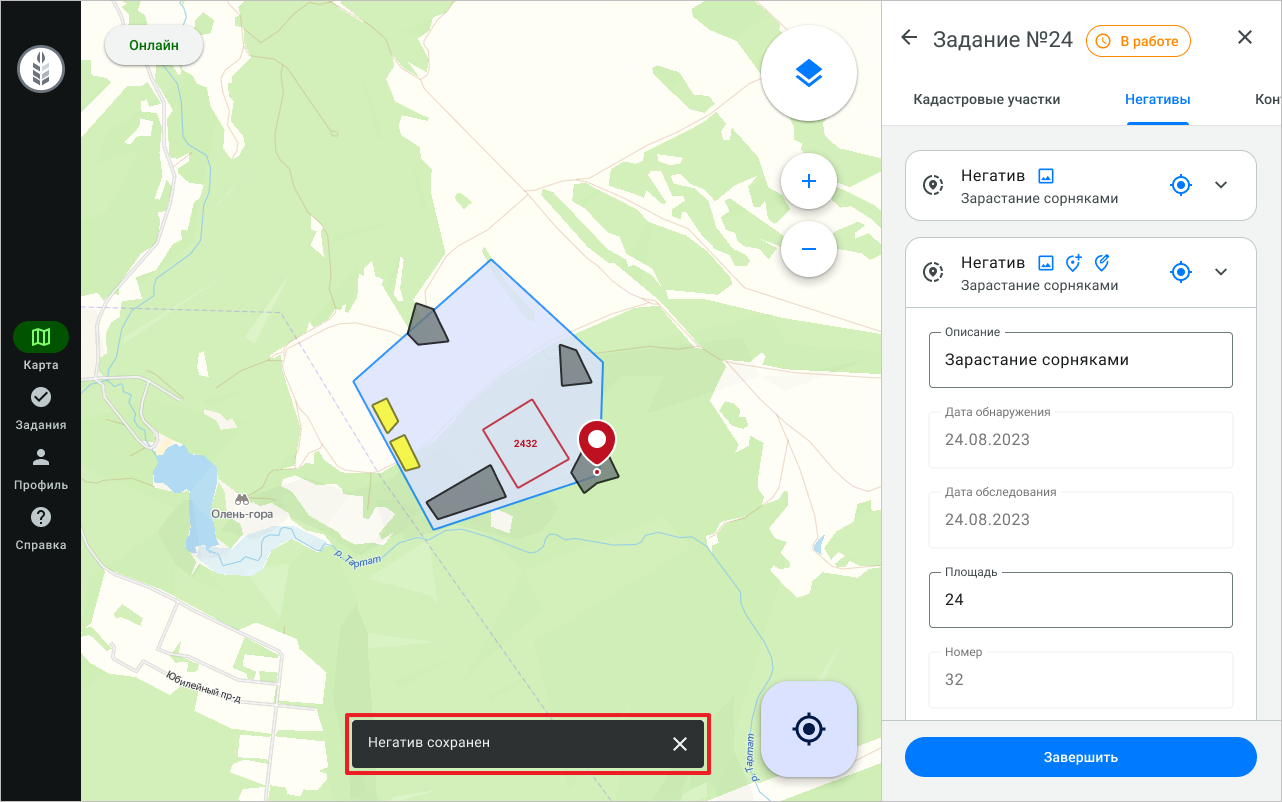 Онлайн
Карта
Задания
Профиль
Справка
2432
Олень-гора
р. Тартат
Юбилейный пр-д
р. Тартат
Негатив сохранен
Задание №24
В работе
Кадастровые участки
Негативы
Кон
Негатив
Зарастание сорняками
Негатив
Зарастание сорняками
Описание
Зарастание сорняками
Дата обнаружения
24.08.2023
Дата обследования
24.08.2023
Площадь
24
Номер
32
Завершить